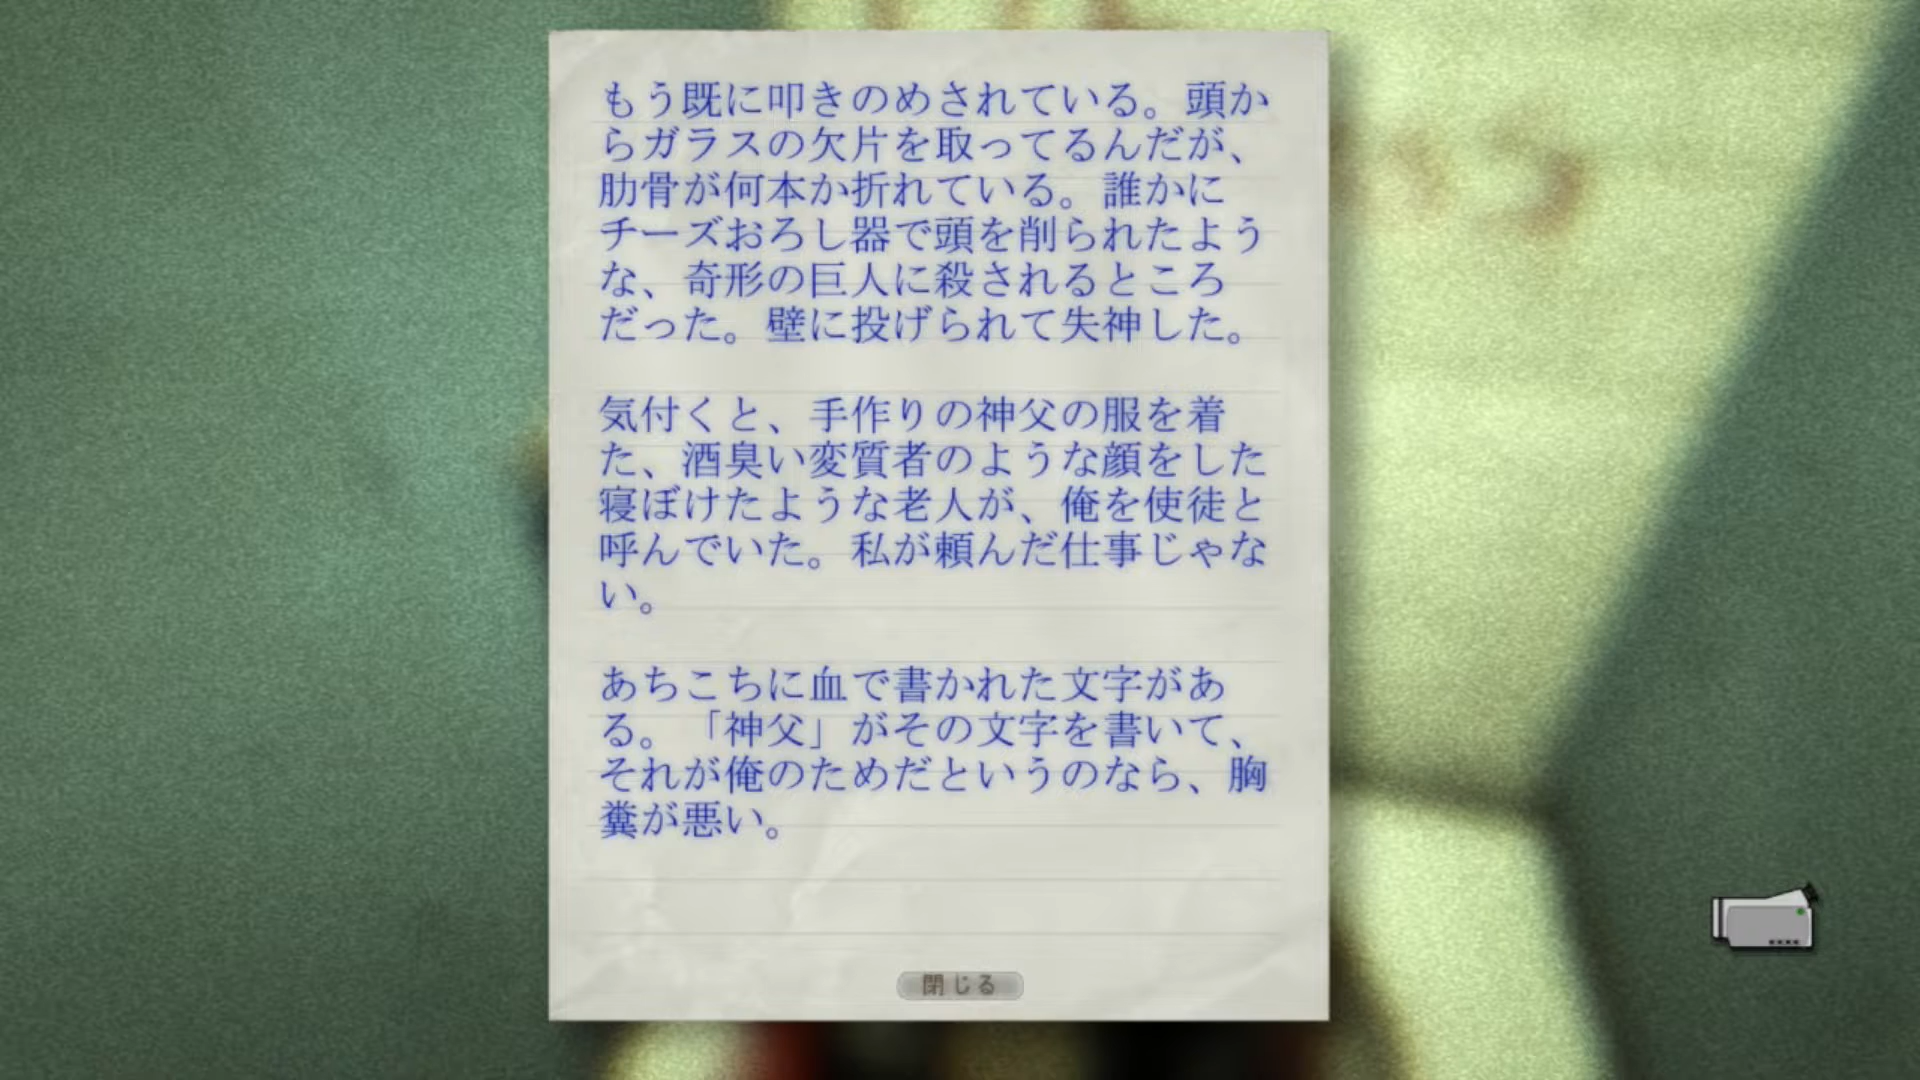 もう既に叩きのめされている。頭か
らガラスの欠片を取ってるんだが、
肋骨が何本か折れている。誰かに
チーズおろし器で頭を削られたよう
な、奇形の巨人に殺されるところ
だった。壁に投げられて失神した。
気付くと、手作りの神父の服を着
た、酒臭い変質者のような顔をした
寝ぼけたような老人が、俺を使徒と
呼んでいた。私が頼んだ仕事じゃな
い。
あちこちに血で書かれた文字があ
る。「神父」がその文字を書いて、
それが俺のためだというのなら、胸
糞が悪い。
閉じる